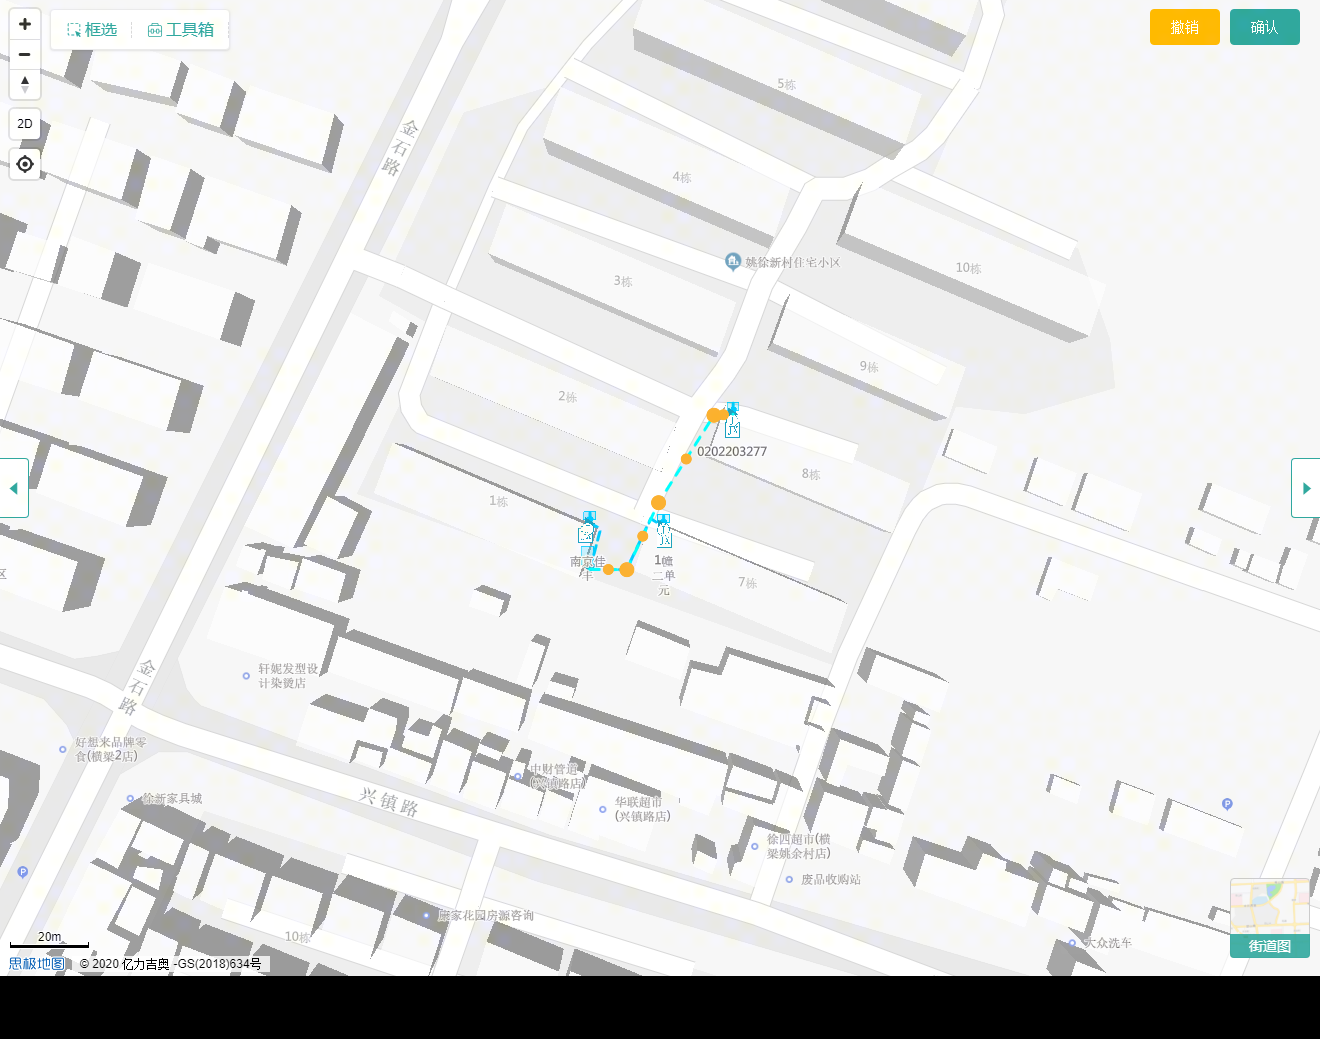 框选
工具箱
撤销
确认
2D
金石路
5栋
4栋
姚徐新村住宅小区
10栋
3栋
9栋
2栋
0202203277
8栋
1栋
南京佳
丰
1幢
二单
元
7栋
区
金石路
轩妮发型设
计染烫店
好想来品牌零
食(横梁2店)
徐新家具城
兴镇路
中财管道
(兴镇路店)
华联超市
(兴镇路店)
徐四超市(横
梁姚余村店)
废品收购站
P
P
康家花园房源咨询
10栋
大众洗车
街道图
20m
思极地图
© 2020 亿力吉奥 -GS(2018)634号